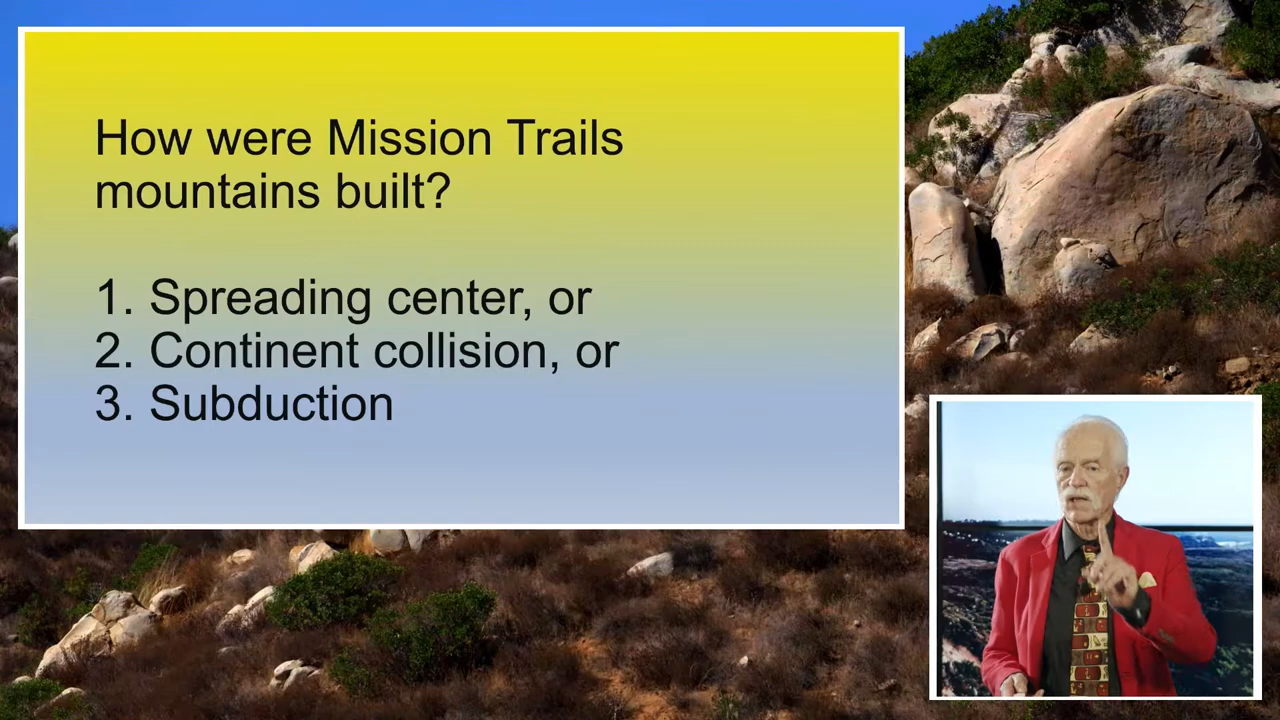 How were Mission Trails
mountains built?
1. Spreading center, or
2. Continent collision, or
3. Subduction